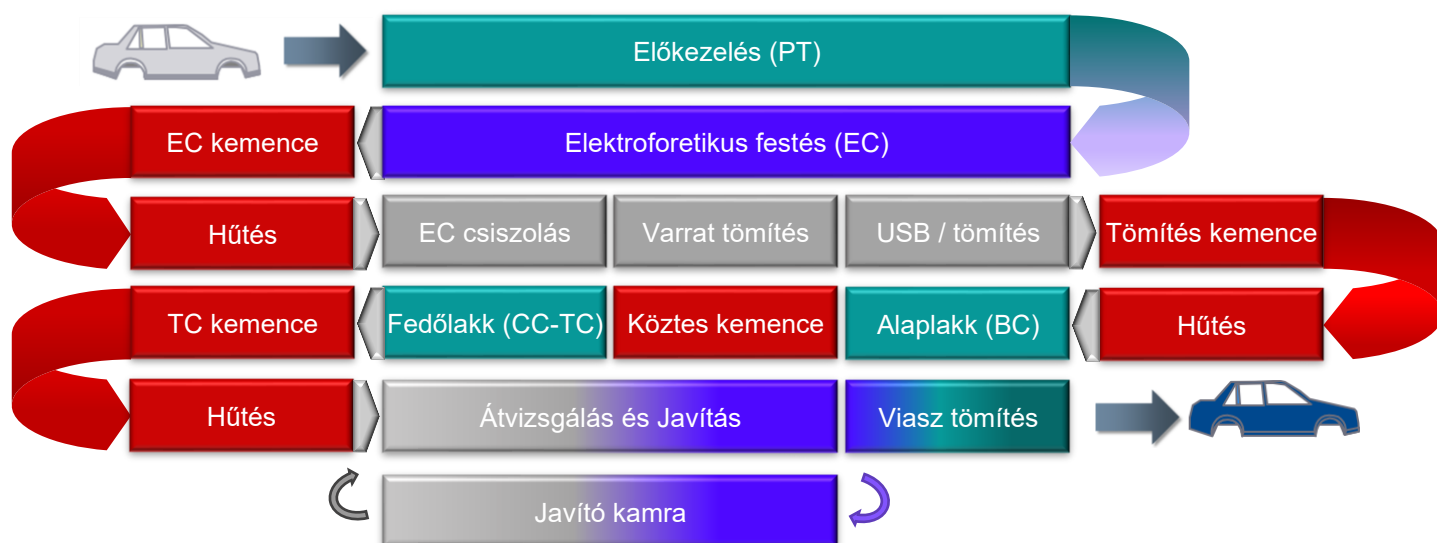 Előkezelés (PT)
EC kemence
Elektroforetikus festés (EC)
Hűtés
EC csiszolás
Varrat tömítés
USB / tömítés
Tömítés kemence
TC kemence
Fedőlakk (CC-TC)
Köztes kemence
Alaplakk (BC)
Hűtés
Hűtés
Átvizsgálás és Javítás
Viasz tömítés
Javító kamra